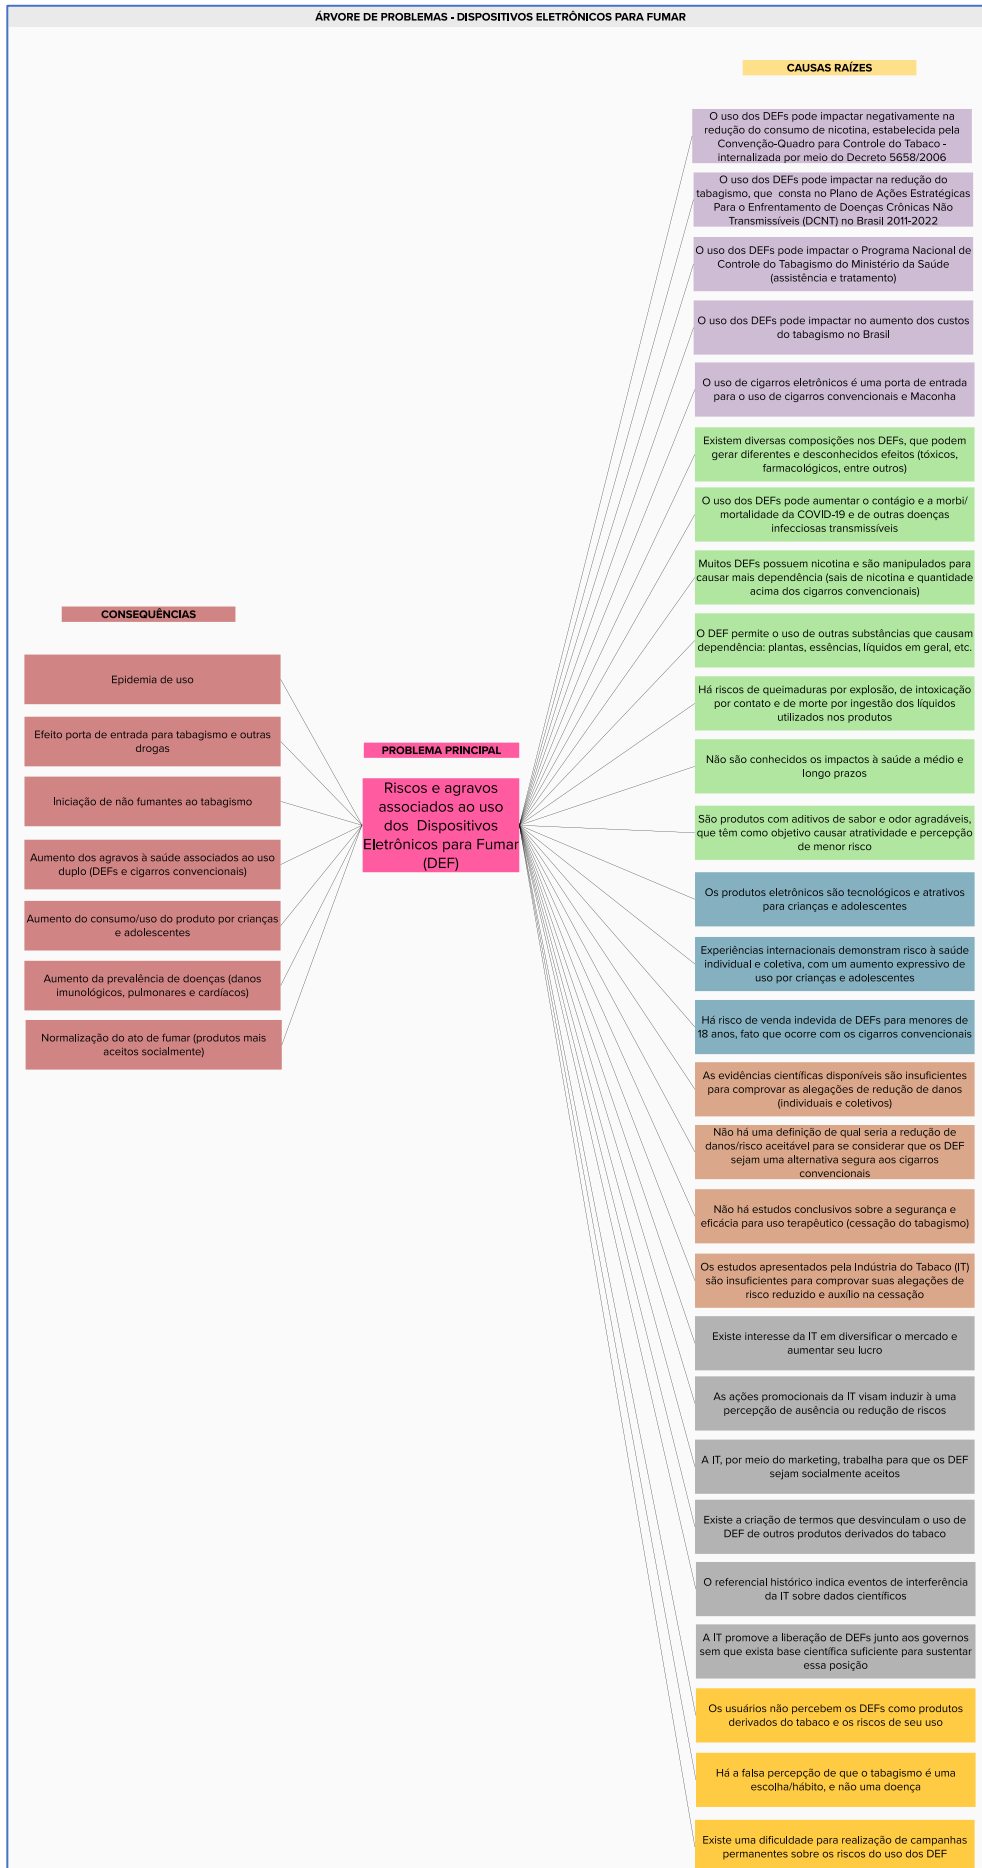 ÁRVORE DE PROBLEMAS - DISPOSITIVOS ELETRÔNICOS PARA FUMAR
CAUSAS RAÍZES
O uso dos DEFs pode impactar negativamente na
redução do consumo de nicotina, estabelecida pela
Convenção-Quadro para Controle do Tabaco -
internalizada por meio do Decreto 5658/2006
O uso dos DEFs pode impactar na redução do
tabagismo, que consta no Plano de Ações Estratégicas
Para o Enfrentamento de Doenças Crônicas Não
Transmissíveis (DCNT) no Brasil 2011-2022
O uso dos DEFs pode impactar o Programa Nacional de
Controle do Tabagismo do Ministério da Saúde
(assistência e tratamento)
O uso dos DEFs pode impactar no aumento dos custos
do tabagismo no Brasil
O uso de cigarros eletrônicos é uma porta de entrada
para o uso de cigarros convencionais e Maconha
Existem diversas composições nos DEFs, que podem
gerar diferentes e desconhecidos efeitos (tóxicos,
farmacológicos, entre outros)
O uso dos DEFs pode aumentar o contágio e a morbi/
mortalidade da COVID-19 e de outras doenças
infecciosas transmissíveis
Muitos DEFs possuem nicotina e são manipulados para
causar mais dependência (sais de nicotina e quantidade
acima dos cigarros convencionais)
O DEF permite o uso de outras substâncias que causam
dependência: plantas, essências, líquidos em geral, etc.
Há riscos de queimaduras por explosão, de intoxicação
por contato e de morte por ingestão dos líquidos
utilizados nos produtos
Não são conhecidos os impactos à saúde a médio e
longo prazos
São produtos com aditivos de sabor e odor agradáveis,
que têm como objetivo causar atratividade e percepção
de menor risco
Os produtos eletrônicos são tecnológicos e atrativos
para crianças e adolescentes
Experiências internacionais demonstram risco à saúde
individual e coletiva, com um aumento expressivo de
uso por crianças e adolescentes
Há risco de venda indevida de DEFs para menores de
18 anos, fato que ocorre com os cigarros convencionais
As evidências científicas disponíveis são insuficientes
para comprovar as alegações de redução de danos
(individuais e coletivos)
Não há uma definição de qual seria a redução de
danos/risco aceitável para se considerar que os DEF
sejam uma alternativa segura aos cigarros
convencionais
Não há estudos conclusivos sobre a segurança e
eficácia para uso terapêutico (cessação do tabagismo)
Os estudos apresentados pela Indústria do Tabaco (IT)
são insuficientes para comprovar suas alegações de
risco reduzido e auxílio na cessação
Existe interesse da IT em diversificar o mercado e
aumentar seu lucro
As ações promocionais da IT visam induzir à uma
percepção de ausência ou redução de riscos
A IT, por meio do marketing, trabalha para que os DEF
sejam socialmente aceitos
Existe a criação de termos que desvinculam o uso de
DEF de outros produtos derivados do tabaco
O referencial histórico indica eventos de interferência
da IT sobre dados científicos
A IT promove a liberação de DEFs junto aos governos
sem que exista base científica suficiente para sustentar
essa posição
Os usuários não percebem os DEFs como produtos
derivados do tabaco e os riscos de seu uso
Há a falsa percepção de que o tabagismo é uma
escolha/hábito, e não uma doença
Existe uma dificuldade para realização de campanhas
permanentes sobre os riscos do uso dos DEF
PROBLEMA PRINCIPAL
Riscos e agravos
associados ao uso
dos Dispositivos
Eletrônicos para Fumar
(DEF)
CONSEQUÊNCIAS
Epidemia de uso
Efeito porta de entrada para tabagismo e outras
drogas
Iniciação de não fumantes ao tabagismo
Aumento dos agravos à saúde associados ao uso
duplo (DEFs e cigarros convencionais)
Aumento do consumo/uso do produto por crianças
e adolescentes
Aumento da prevalência de doenças (danos
imunológicos, pulmonares e cardíacos)
Normalização do ato de fumar (produtos mais
aceitos socialmente)